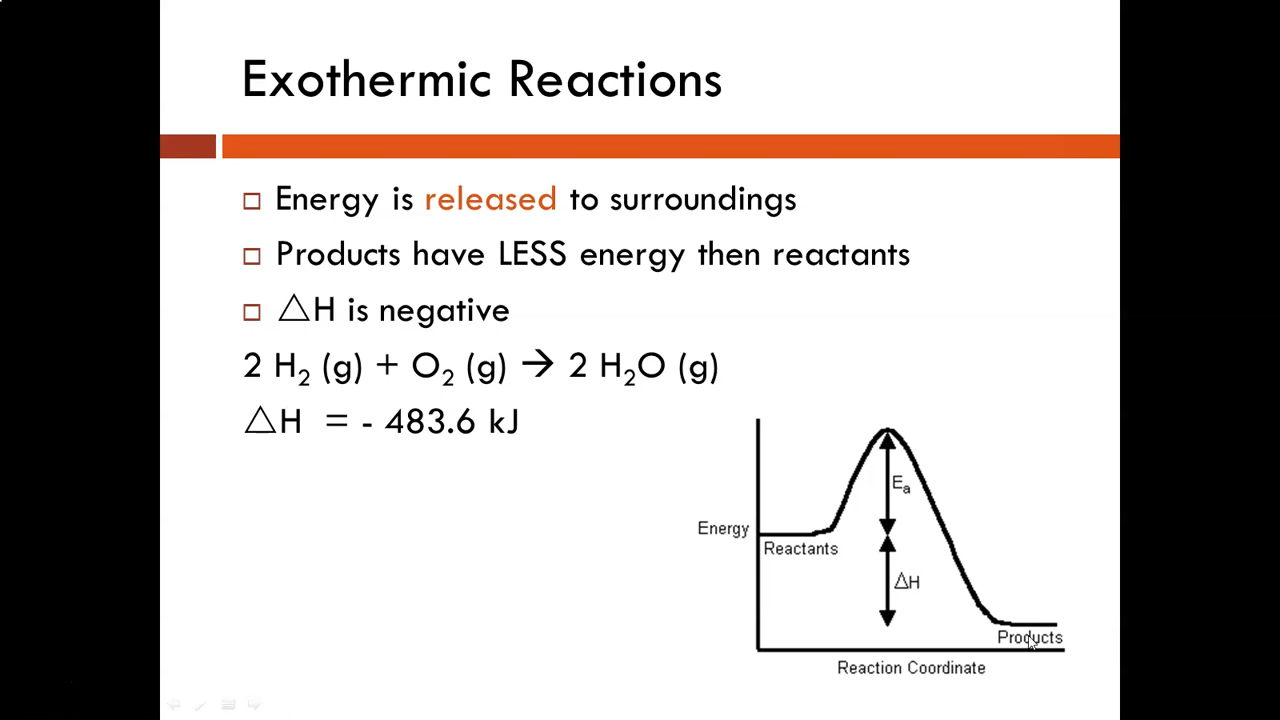 Exothermic Reactions
Energy is released to surroundings
Products have LESS energy then reactants
△H is negative
2 H₂ (g) + O₂ (g) → 2 H₂O (g)
△H = - 483.6 kJ
Eₐ
Energy
Reactants
ΔH
Products
Reaction Coordinate